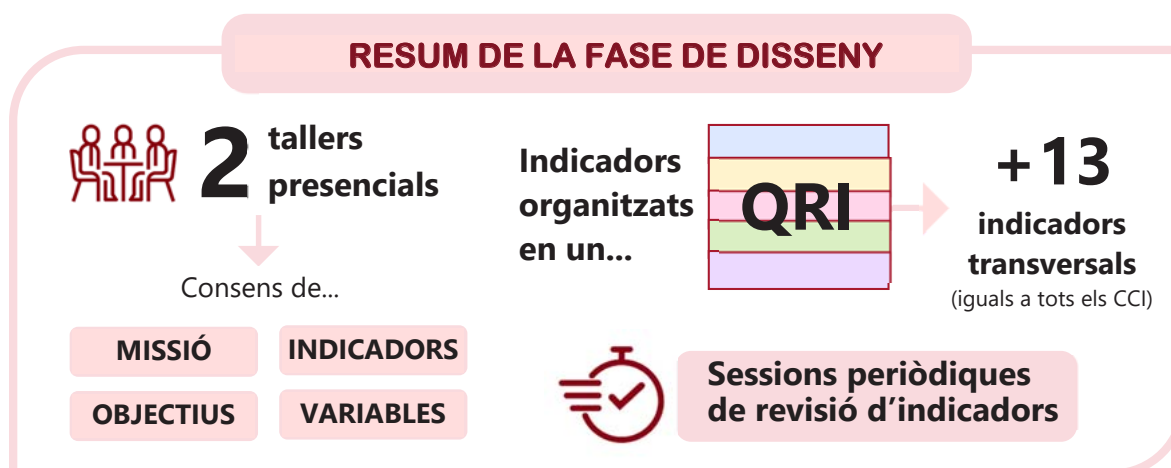 RESUM DE LA FASE DE DISSENY
2 tallers
presencials
Consens de...
MISSIÓ
INDICADORS
OBJECTIUS
VARIABLES
Indicadors
organitzats
en un...
QRI
+13
indicadors
transversals
(iguals a tots els CCI)
Sessions periòdiques
de revisió d'indicadors